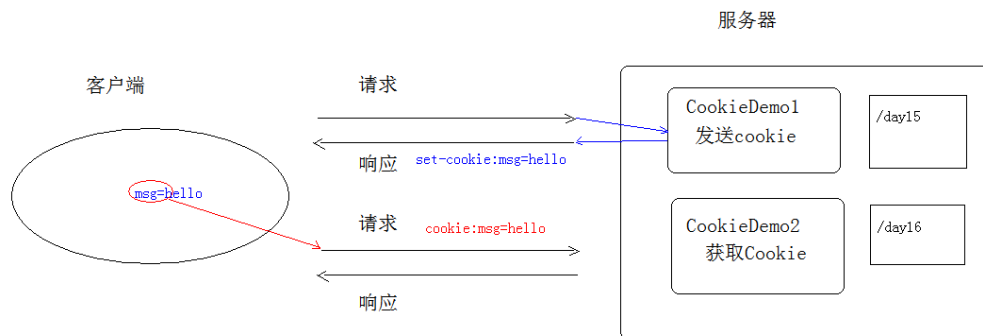 服务器
客户端
请求
CookieDemo1
发送cookie
/day15
响应
set-cookie:msg=hello
msg=hello
请求
cookie:msg=hello
CookieDemo2
获取Cookie
/day16
响应